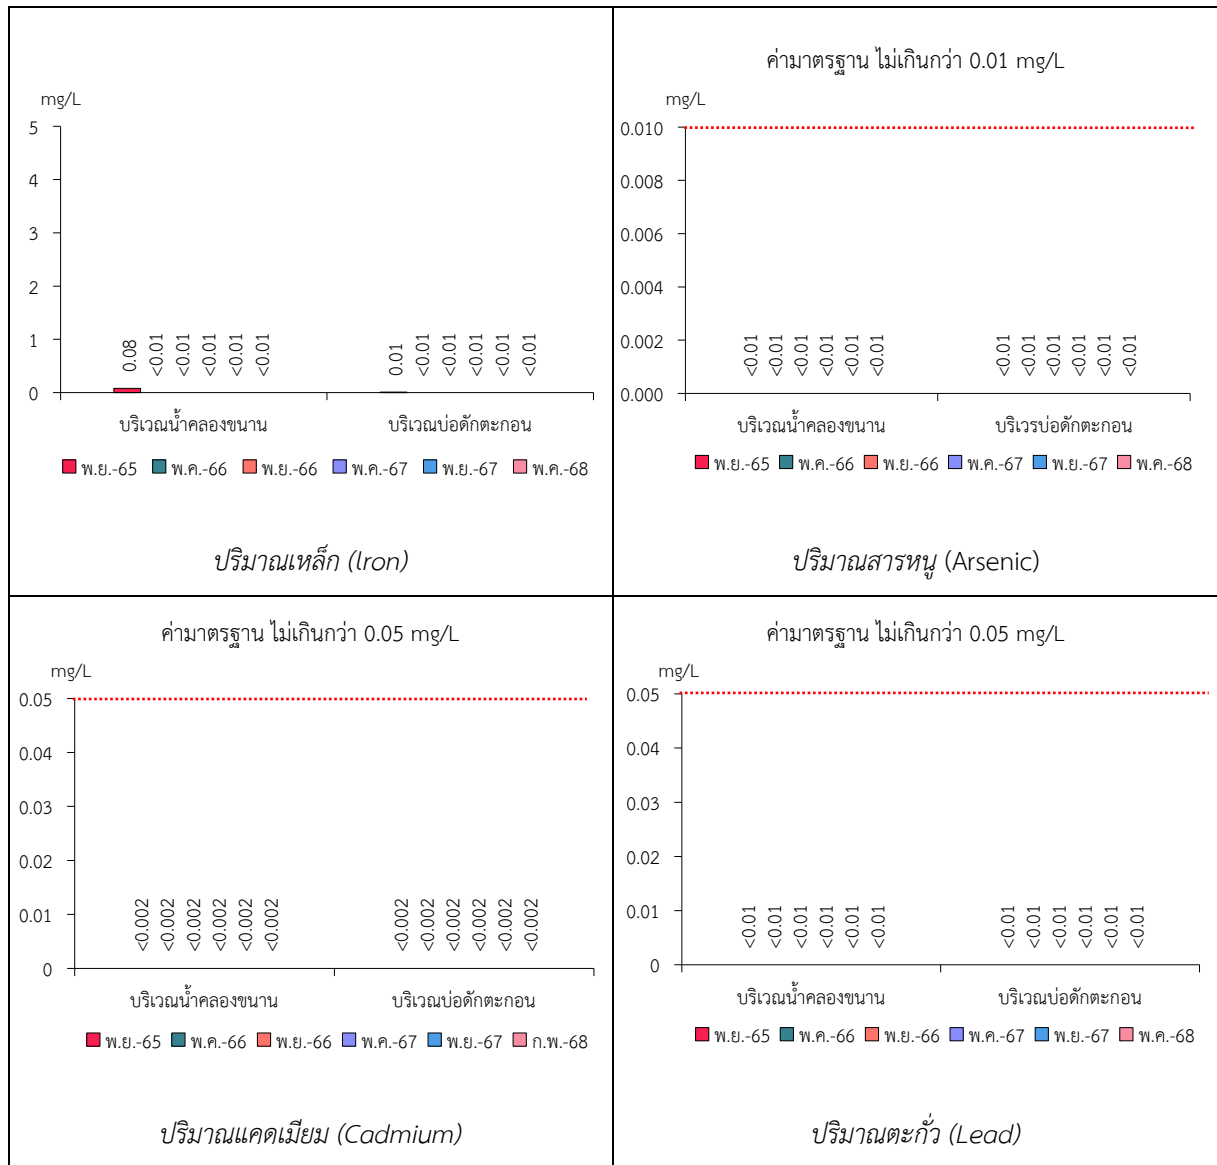 mg/L
5
4
3
2
1
0
0.08 <0.01 <0.01 <0.01 <0.01 <0.01
0.01 <0.01 <0.01 <0.01 <0.01 <0.01
บริเวณน้ำคลองขนาน บริเวณบ่อดักตะกอน
พ.ย.-65 พ.ค.-66 พ.ย.-66 พ.ค.-67 พ.ย.-67 พ.ค.-68
ปริมาณเหล็ก (Iron)
ค่ามาตรฐาน ไม่เกินกว่า 0.01 mg/L
mg/L
0.010
0.008
0.006
0.004
0.002
0.000
<0.01 <0.01 <0.01 <0.01 <0.01 <0.01
<0.01 <0.01 <0.01 <0.01 <0.01 <0.01
บริเวณน้ำคลองขนาน บริเวรบ่อดักตะกอน
พ.ย.-65 พ.ค.-66 พ.ย.-66 พ.ค.-67 พ.ย.-67 พ.ค.-68
ปริมาณสารหนู (Arsenic)
ค่ามาตรฐาน ไม่เกินกว่า 0.05 mg/L
mg/L
0.05
0.04
0.03
0.02
0.01
0
<0.002 <0.002 <0.002 <0.002 <0.002 <0.002
<0.002 <0.002 <0.002 <0.002 <0.002 <0.002
บริเวณน้ำคลองขนาน บริเวณบ่อดักตะกอน
พ.ย.-65 พ.ค.-66 พ.ย.-66 พ.ค.-67 พ.ย.-67 ก.พ.-68
ปริมาณแคดเมียม (Cadmium)
ค่ามาตรฐาน ไม่เกินกว่า 0.05 mg/L
mg/L
0.05
0.04
0.03
0.02
0.01
0
<0.01 <0.01 <0.01 <0.01 <0.01 <0.01
<0.01 <0.01 <0.01 <0.01 <0.01 <0.01
บริเวณน้ำคลองขนาน บริเวณบ่อดักตะกอน
พ.ย.-65 พ.ค.-66 พ.ย.-66 พ.ค.-67 พ.ย.-67 พ.ค.-68
ปริมาณตะกั่ว (Lead)